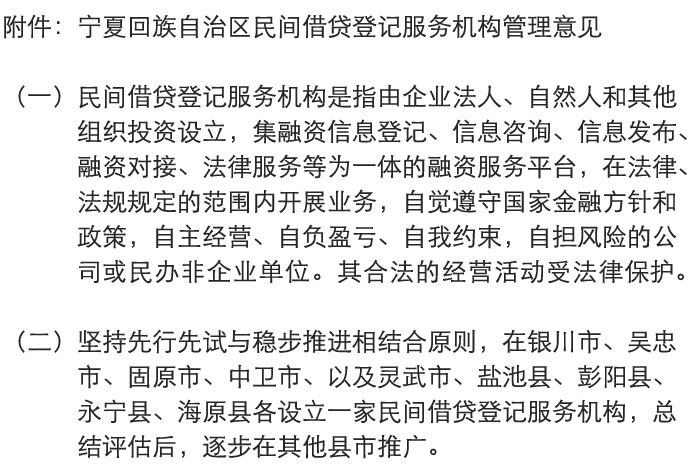 附件：宁夏回族自治区民间借贷登记服务机构管理意见
（一）民间借贷登记服务机构是指由企业法人、自然人和其他
组织投资设立，集融资信息登记、信息咨询、信息发布、
融资对接、法律服务等为一体的融资服务平台，在法律、
法规规定的范围内开展业务，自觉遵守国家金融方针和
政策，自主经营、自负盈亏、自我约束，自担风险的公
司或民办非企业单位。其合法的经营活动受法律保护。
（二）坚持先行先试与稳步推进相结合原则，在银川市、吴忠
市、固原市、中卫市、以及灵武市、盐池县、彭阳县、
永宁县、海原县各设立一家民间借贷登记服务机构，总
结评估后，逐步在其他县市推广。